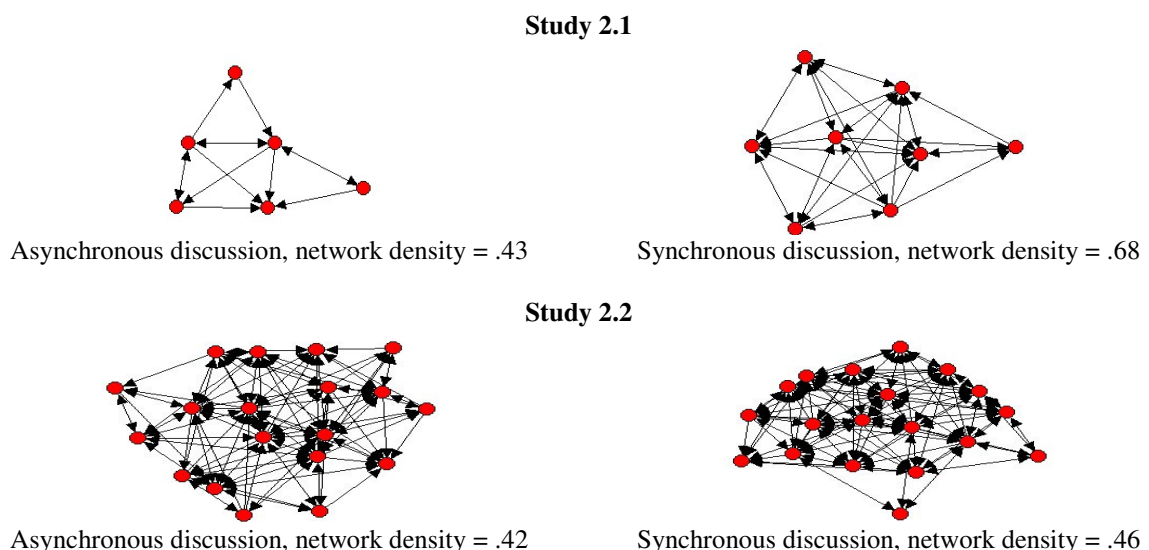 Study 2.1
Asynchronous discussion, network density = .43
Synchronous discussion, network density = .68
Study 2.2
Asynchronous discussion, network density = .42
Synchronous discussion, network density = .46